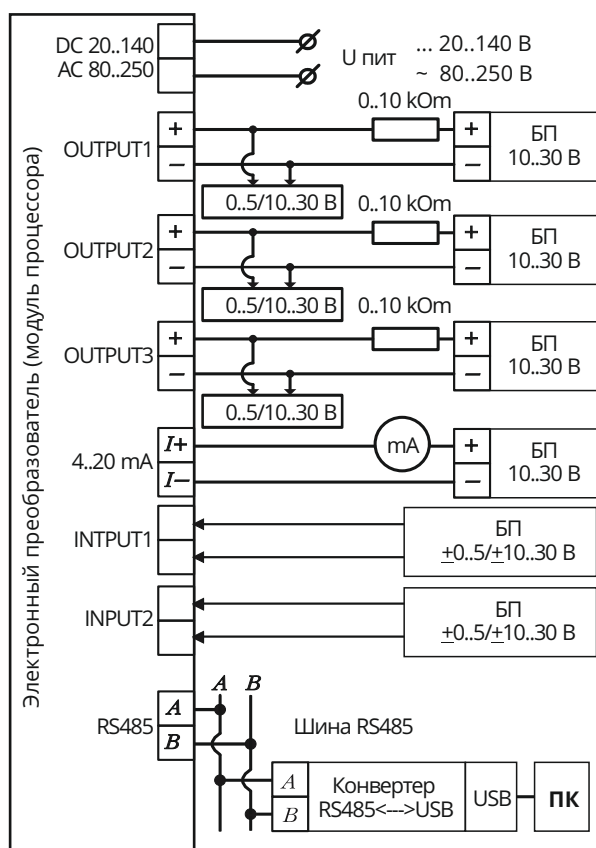 Электронный преобразователь (модуль процессора)
DC 20..140
AC 80..250
U пит
... 20..140 В
~ 80..250 В
OUTPUT1
+
−
0..10 kOm
0..5/10..30 В
+
−
БП
10..30 В
OUTPUT2
+
−
0..10 kOm
0..5/10..30 В
+
−
БП
10..30 В
OUTPUT3
+
−
0..10 kOm
0..5/10..30 В
+
−
БП
10..30 В
4..20 mA
I+
I−
mA
+
−
БП
10..30 В
INTPUT1
БП
±0..5/±10..30 В
INPUT2
БП
±0..5/±10..30 В
RS485
A
B
A B
Шина RS485
A
B
Конвертер
RS485<--->USB
USB
ПК